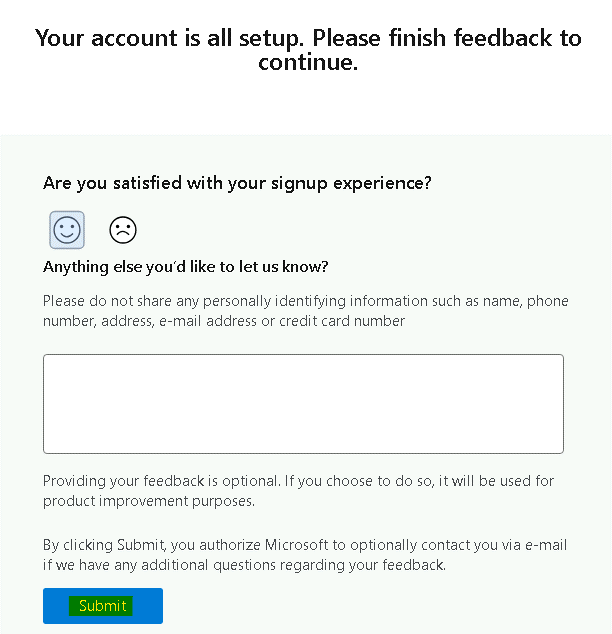 Your account is all setup. Please finish feedback to
continue.
Are you satisfied with your signup experience?
Anything else you'd like to let us know?
Please do not share any personally identifying information such as name, phone
number, address, e-mail address or credit card number
Providing your feedback is optional. If you choose to do so, it will be used for
product improvement purposes.
By clicking Submit, you authorize Microsoft to optionally contact you via e-mail
if we have any additional questions regarding your feedback.
Submit